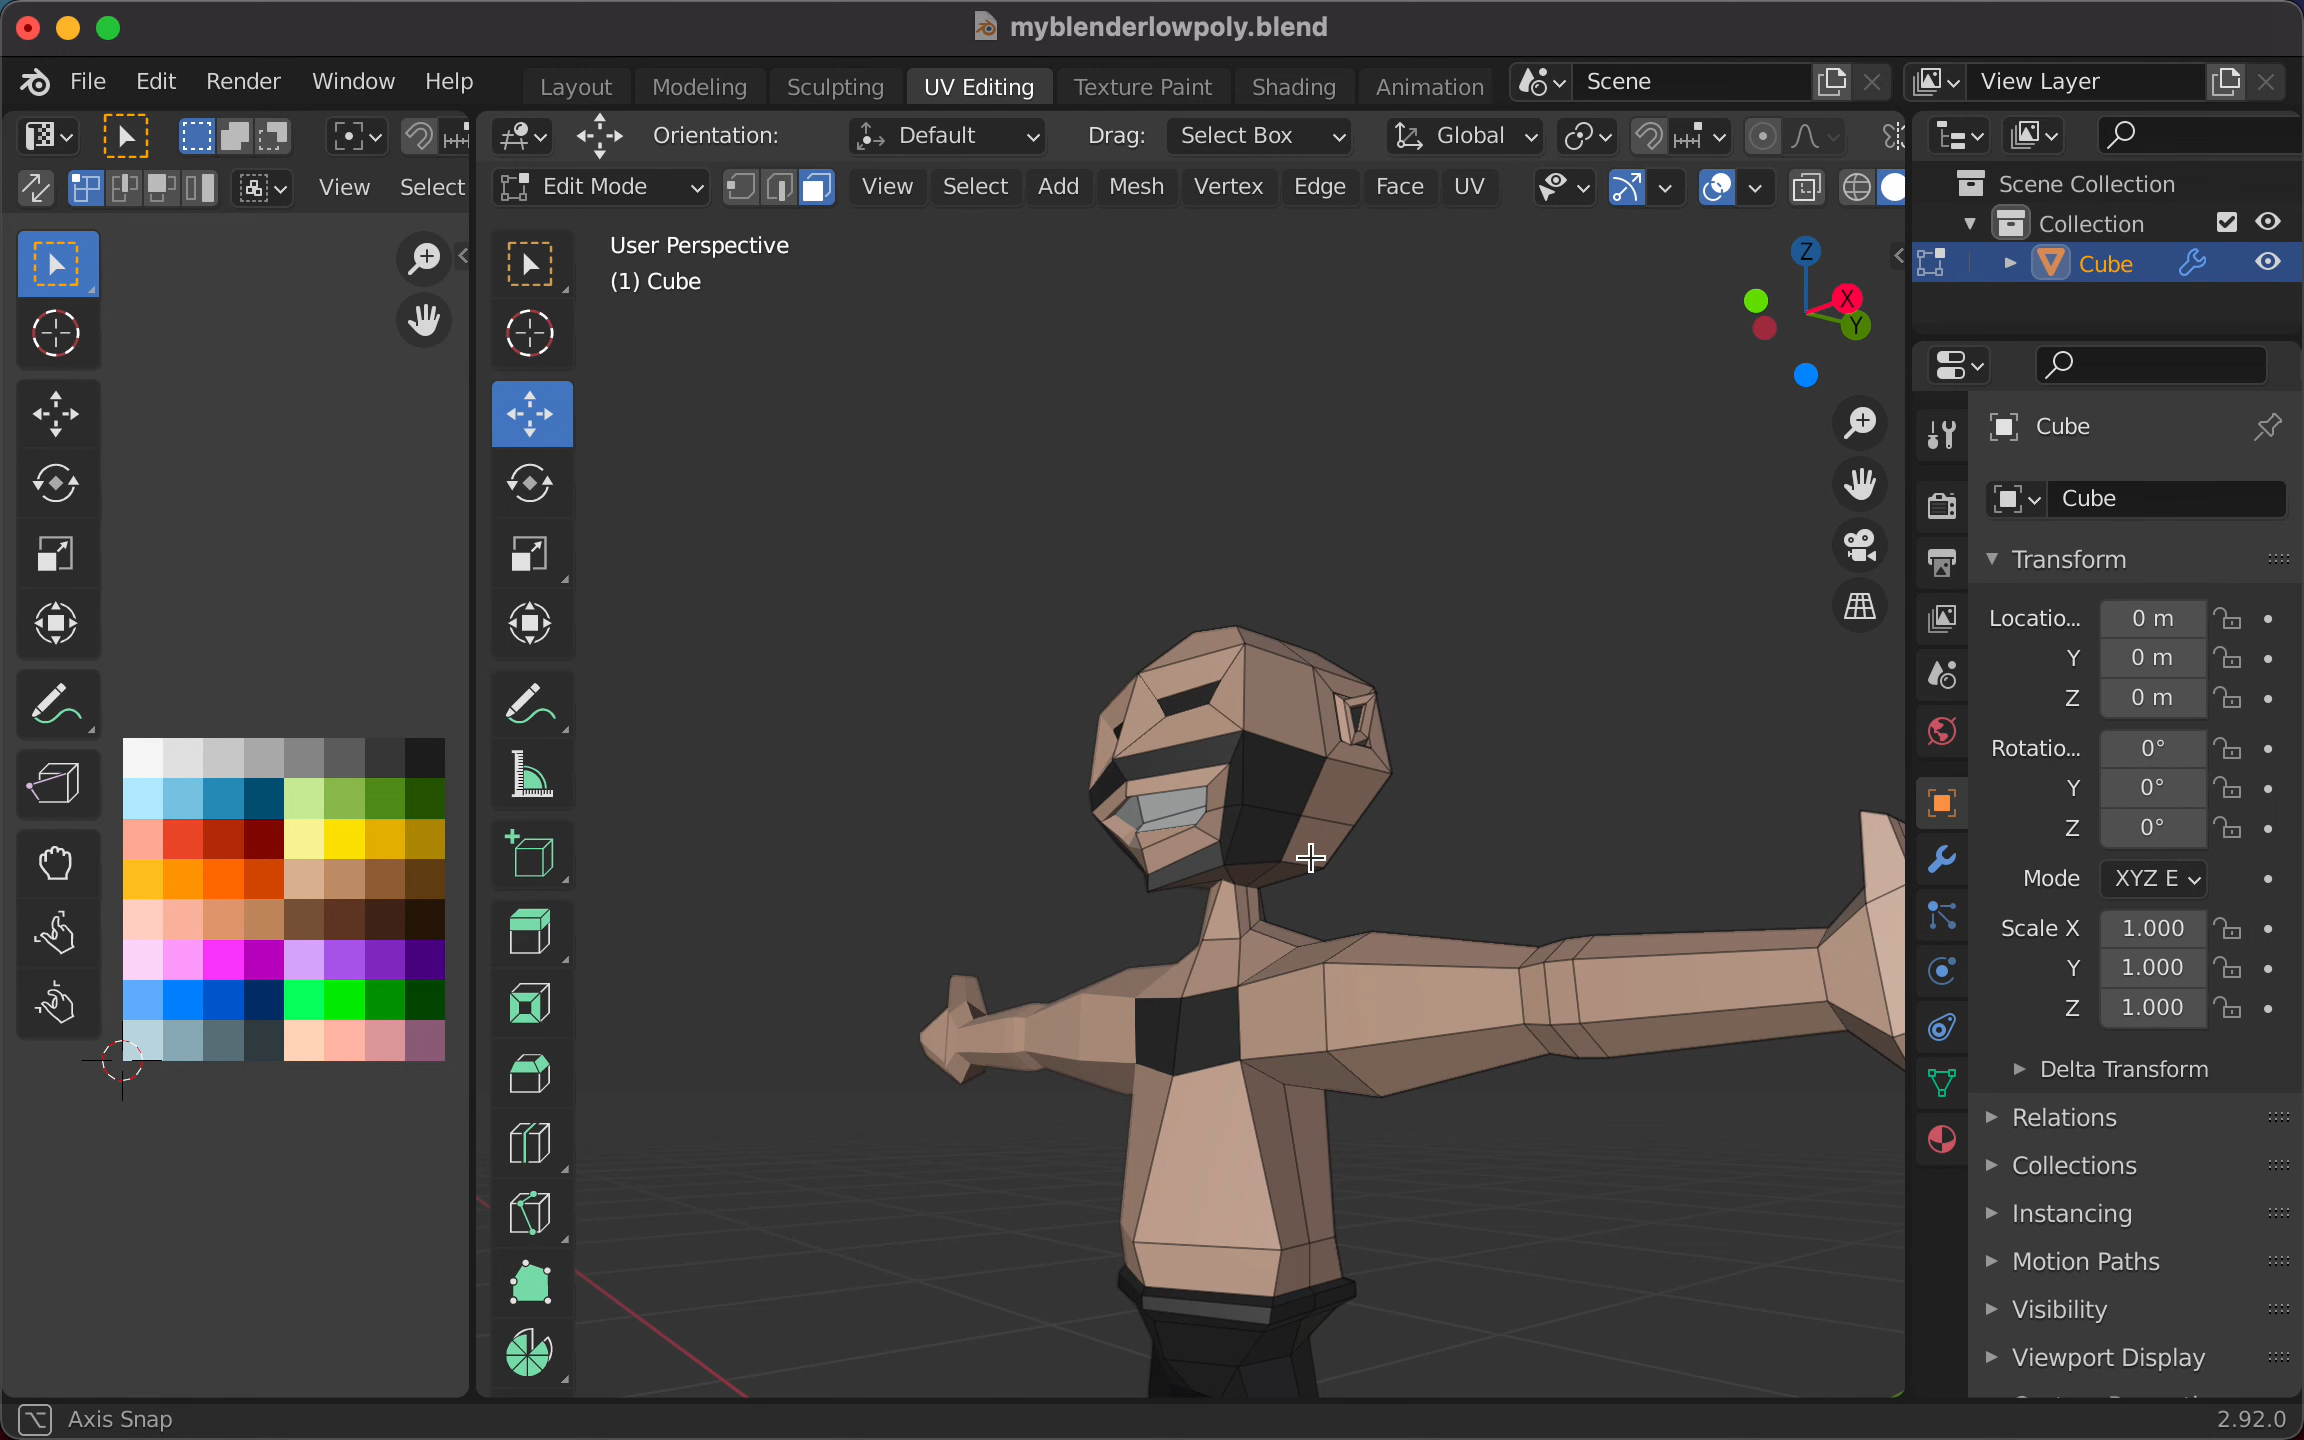 myblenderlowpoly.blend
File Edit Render Window Help Layout Modeling Sculpting UV Editing Texture Paint Shading Animation Scene View Layer
Orientation: Default Drag: Select Box Global
View Select Edit Mode View Select Add Mesh Vertex Edge Face UV
Scene Collection
Collection
Cube
User Perspective
(1) Cube
Z
X
Y
Cube
Cube
Transform
Locatio... 0 m
Y 0 m
Z 0 m
Rotatio... 0°
Y 0°
Z 0°
Mode XYZ E
Scale X 1.000
Y 1.000
Z 1.000
Delta Transform
Relations
Collections
Instancing
Motion Paths
Visibility
Viewport Display
Axis Snap
2.92.0